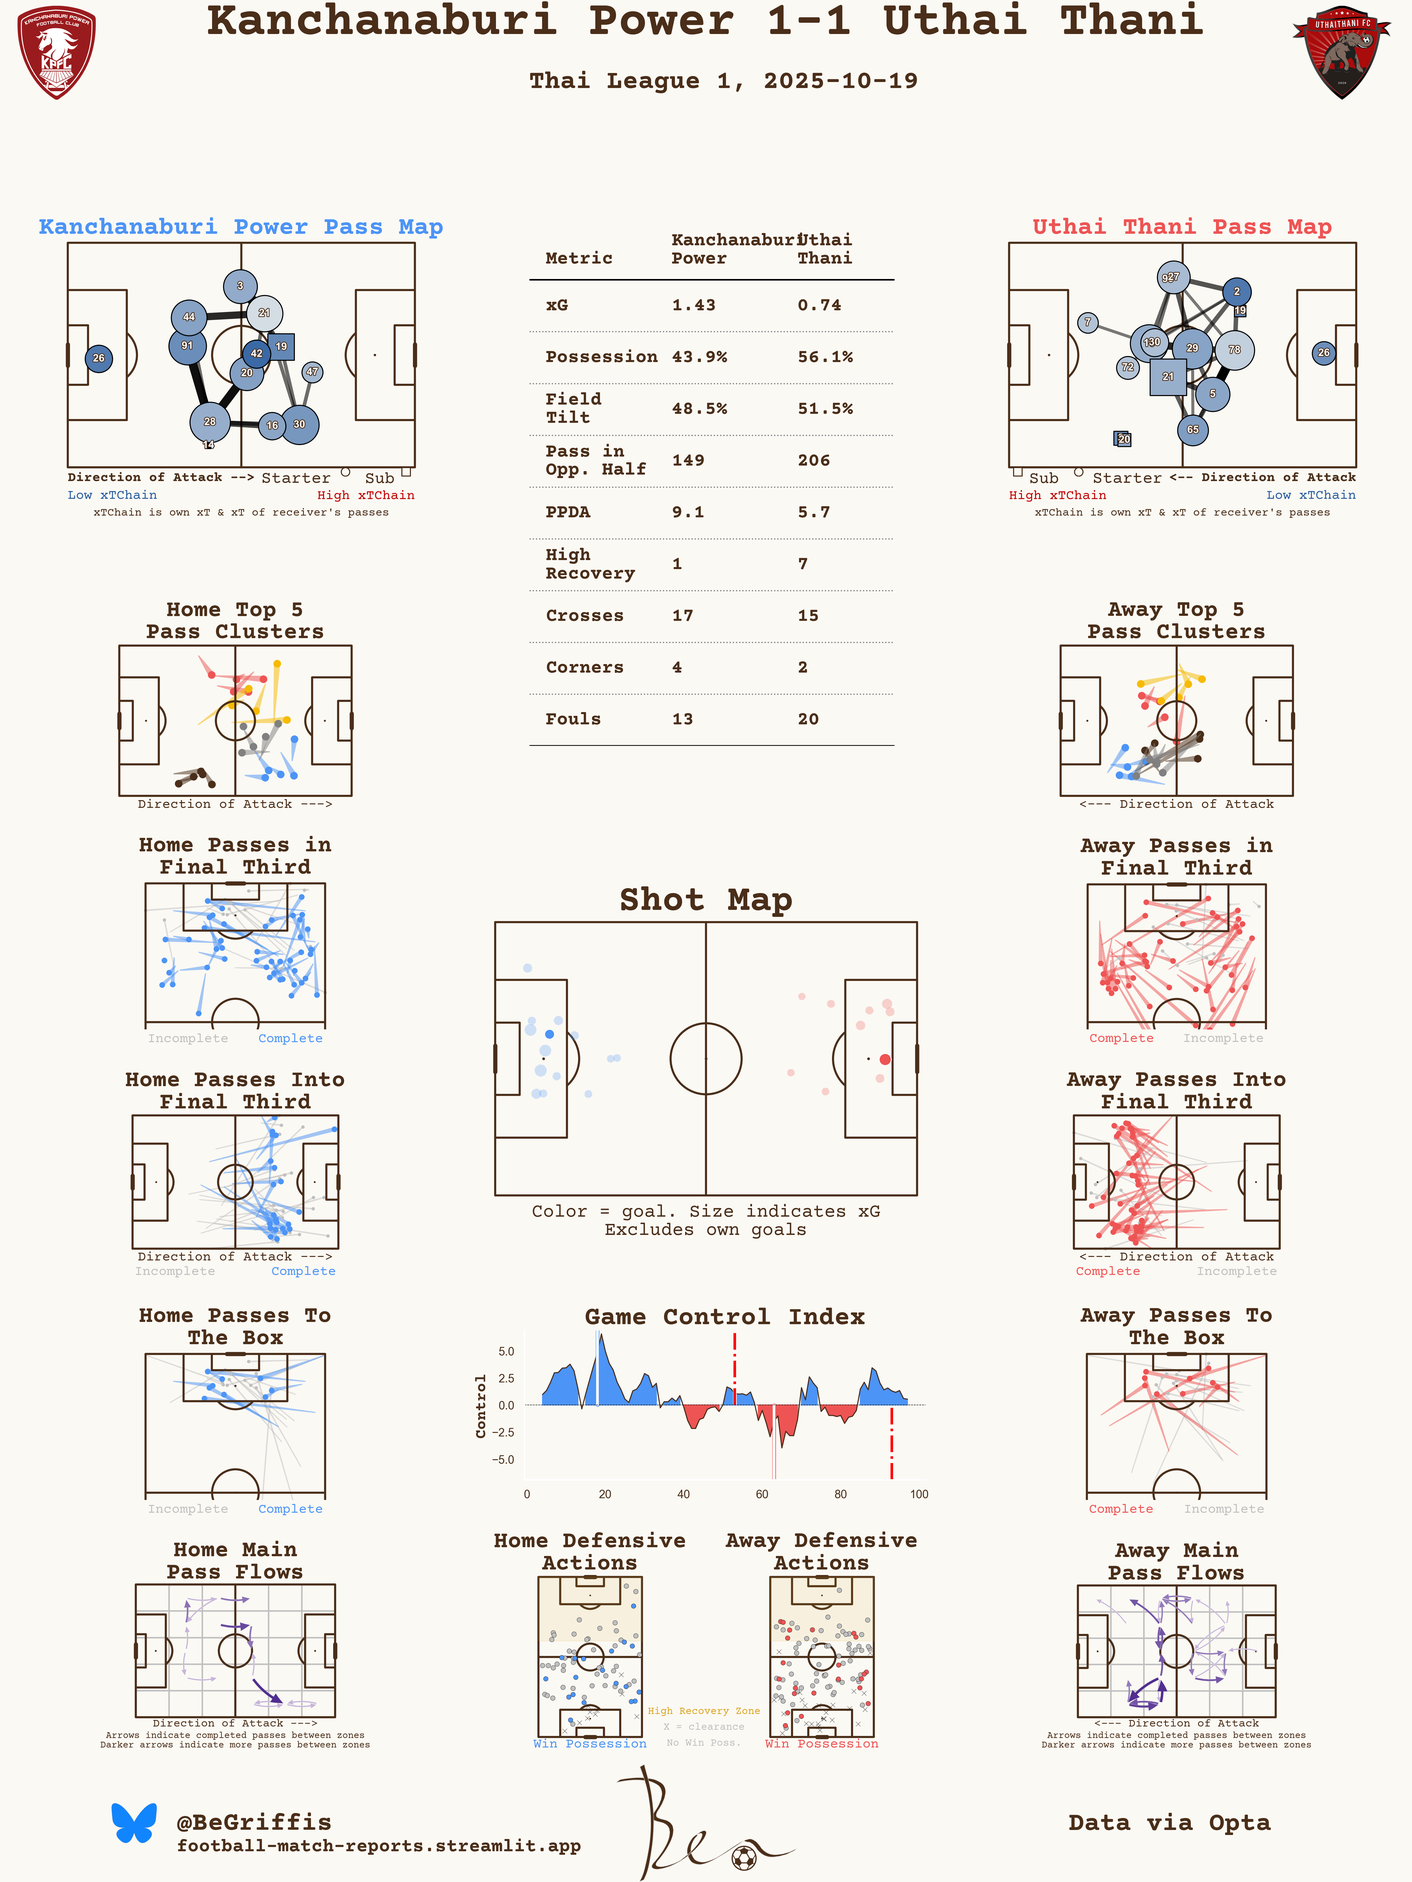 Kanchanaburi Power 1-1 Uthai Thani
Thai League 1, 2025-10-19
KANCHANABURI POWER
FOOTBALL CLUB
KPFC
UTHAITHANI FC
Kanchanaburi Power Pass Map
3
44
21
91
42
19
26
20
47
28
16
30
14
Direction of Attack --> Starter Sub
Low xTChain High xTChain
xTChain is own xT & xT of receiver's passes
Metric Kanchanaburi Power Uthai Thani
xG 1.43 0.74
Possession 43.9% 56.1%
Field Tilt 48.5% 51.5%
Pass in Opp. Half 149 206
PPDA 9.1 5.7
High Recovery 1 7
Crosses 17 15
Corners 4 2
Fouls 13 20
Uthai Thani Pass Map
27
2
19
7
30
29
78
26
72
21
5
65
20
Sub Starter <-- Direction of Attack
High xTChain Low xTChain
xTChain is own xT & xT of receiver's passes
Home Top 5
Pass Clusters
Direction of Attack --->
Away Top 5
Pass Clusters
<--- Direction of Attack
Home Passes in
Final Third
Incomplete Complete
Away Passes in
Final Third
Complete Incomplete
Shot Map
Color = goal. Size indicates xG
Excludes own goals
Home Passes Into
Final Third
Direction of Attack --->
Incomplete Complete
Away Passes Into
Final Third
<--- Direction of Attack
Complete Incomplete
Home Passes To
The Box
Incomplete Complete
Game Control Index
Control
5.0
2.5
0.0
−2.5
−5.0
0 20 40 60 80 100
Away Passes To
The Box
Complete Incomplete
Home Main
Pass Flows
Direction of Attack --->
Arrows indicate completed passes between zones
Darker arrows indicate more passes between zones
Home Defensive
Actions
Win Possession
Away Defensive
Actions
Win Possession
High Recovery Zone
X = clearance
No Win Poss.
Away Main
Pass Flows
<--- Direction of Attack
Arrows indicate completed passes between zones
Darker arrows indicate more passes between zones
@BeGriffis
football-match-reports.streamlit.app
Ben
Data via Opta